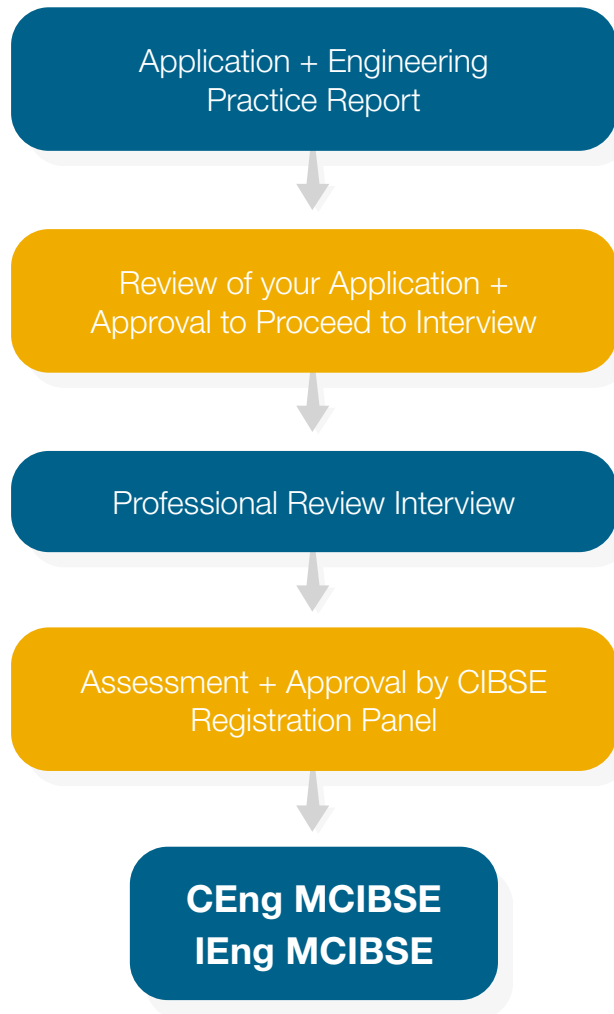 Application + Engineering
Practice Report
Review of your Application +
Approval to Proceed to Interview
Professional Review Interview
Assessment + Approval by CIBSE
Registration Panel
CEng MCIBSE
IEng MCIBSE